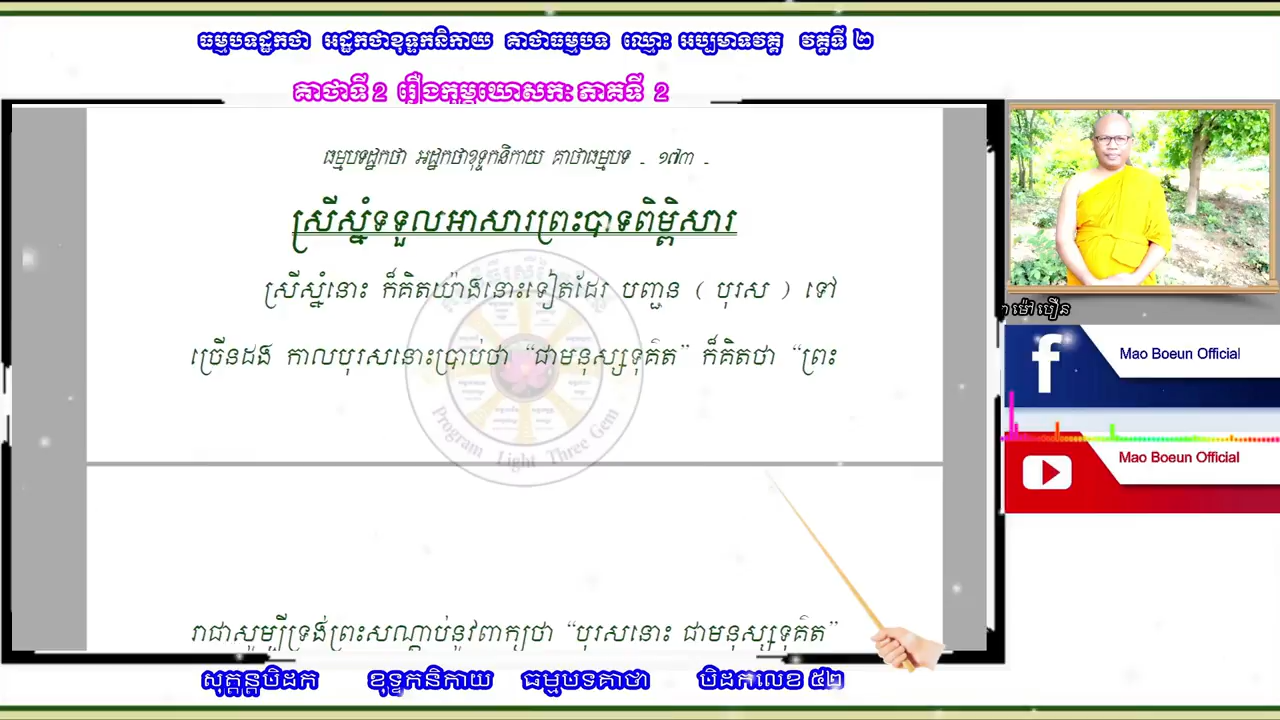 ធម្មបទដ្ឋកថា អដ្ឋកថាខុទ្ទកនិកាយ គាថាធម្មបទ ឈ្មោះ អប្បមាទវគ្គ វគ្គទី ២
គាថាទី 2 រឿងកុម្ភឃោសកៈ ភាគទី 2
ធម្មបទដ្ឋកថា អដ្ឋកថាខុទ្ទកនិកាយ គាថាធម្មបទ - ១៧៣ -
ស្រីស្នំទទួលអាសារព្រះបាទពិម្ពិសារ
ស្រីស្នំនោះ ក៏គិតយ៉ាងនោះទៀតដែរ បញ្ជូន ( បុរស ) ទៅ
ច្រើនដង កាលបុរសនោះប្រាប់ថា “ជាមនុស្សទុគ៌ត” ក៏គិតថា “ព្រះ
Program Light Three Gem
រាជាសូម្បីទ្រង់ព្រះសណ្ដាប់នូវពាក្យថា “បុរសនោះ ជាមនុស្សទុគ៌ត”
ម៉ៅ បឿន
Mao Boeun Official
Mao Boeun Official
សុត្តន្តបិដក ខុទ្ទកនិកាយ ធម្មបទគាថា បិដកលេខ ៥២